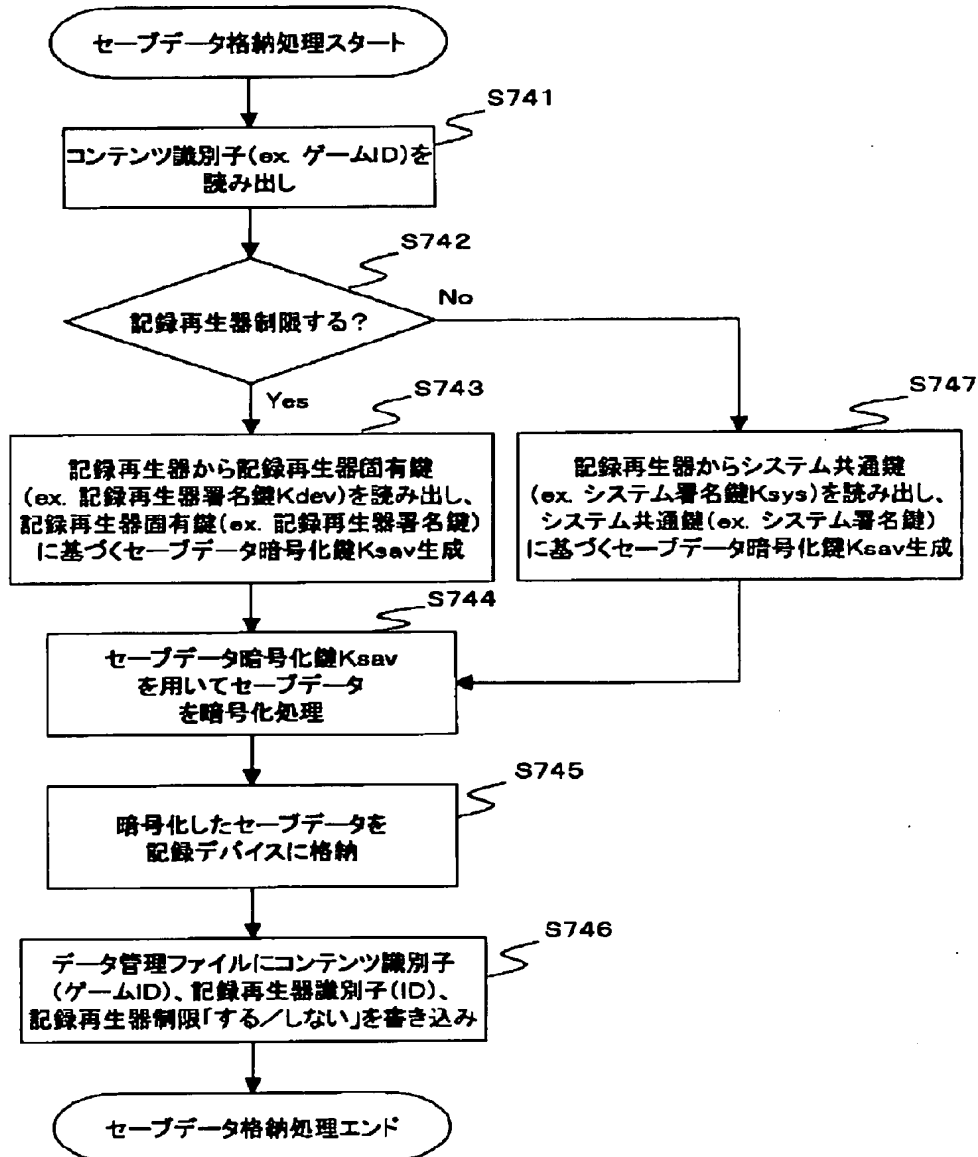 セーブデータ格納処理スタート
S741
コンテンツ識別子(ex. ゲームID)を
読み出し
S742
記録再生器制限する?
No
Yes
S743
記録再生器から記録再生器固有鍵
(ex. 記録再生器署名鍵Kdev)を読み出し、
記録再生器固有鍵(ex. 記録再生器署名鍵)
に基づくセーブデータ暗号化鍵Ksav生成
S747
記録再生器からシステム共通鍵
(ex. システム署名鍵Ksys)を読み出し、
システム共通鍵(ex. システム署名鍵)
に基づくセーブデータ暗号化鍵Ksav生成
S744
セーブデータ暗号化鍵Ksav
を用いてセーブデータ
を暗号化処理
S745
暗号化したセーブデータを
記録デバイスに格納
S746
データ管理ファイルにコンテンツ識別子
(ゲームID)、記録再生器識別子(ID)、
記録再生器制限「する/しない」を書き込み
セーブデータ格納処理エンド